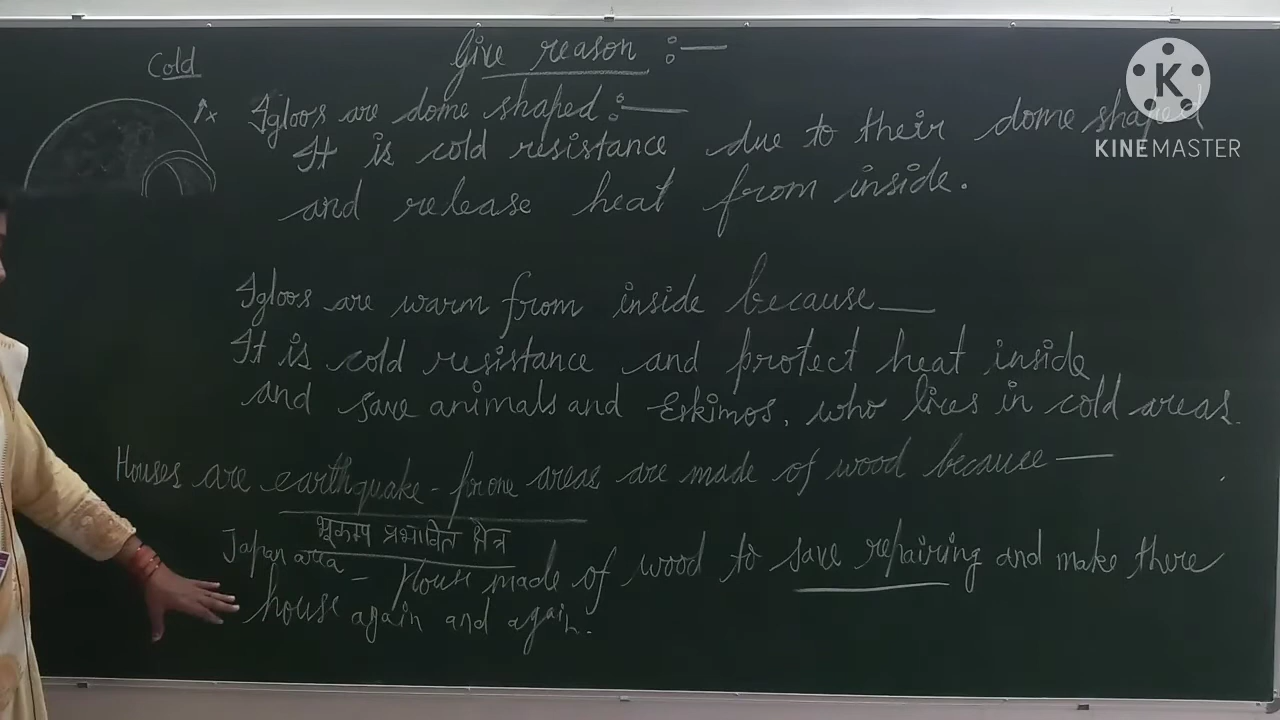 Cold
Give reason :—
Igloos are dome shaped :—
It is cold resistance due to their dome shaped
and release heat from inside.
Igloos are warm from inside because —
It is cold resistance and protect heat inside
and save animals and Eskimos, who lives in cold areas.
Houses are earthquake - prone areas are made of wood because —
भूकम्प प्रभावित क्षेत्र
Japan area – House made of wood to save repairing and make there
house again and again.
K
KINEMASTER